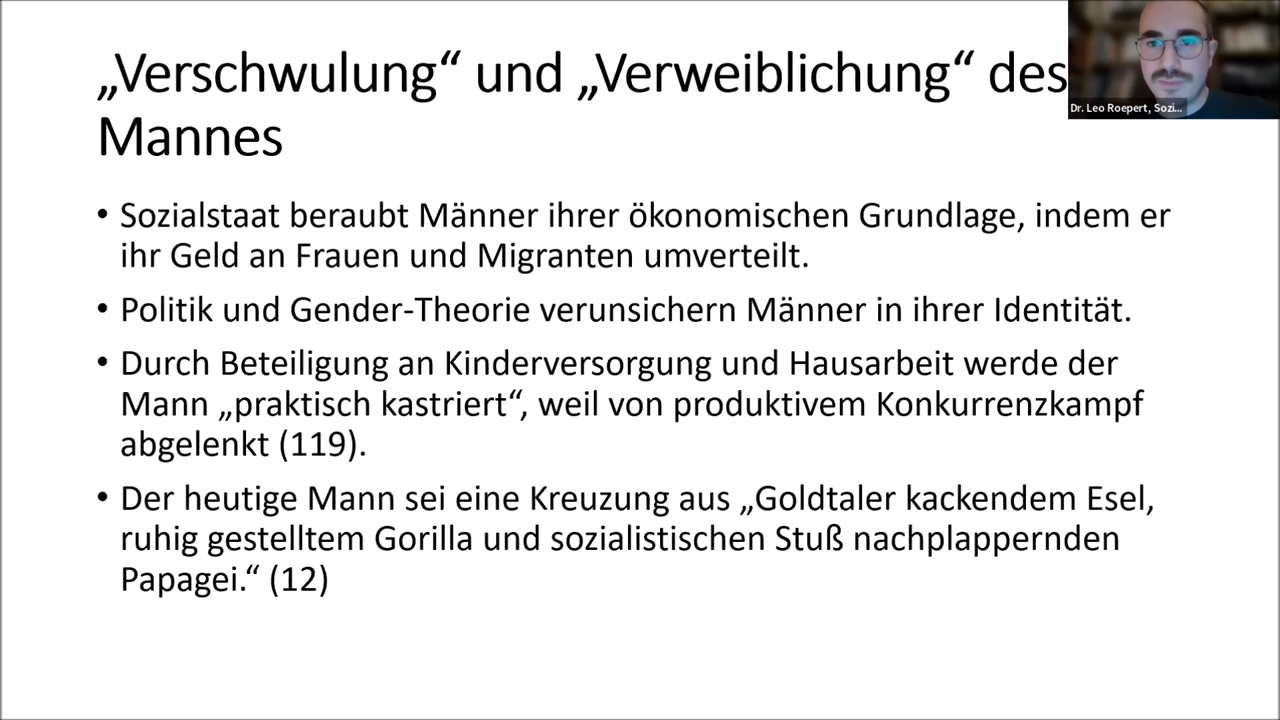 „Verschwulung“ und „Verweiblichung“ des
Mannes
Dr. Leo Roepert, Sozi...
• Sozialstaat beraubt Männer ihrer ökonomischen Grundlage, indem er
ihr Geld an Frauen und Migranten umverteilt.
• Politik und Gender-Theorie verunsichern Männer in ihrer Identität.
• Durch Beteiligung an Kinderversorgung und Hausarbeit werde der
Mann „praktisch kastriert“, weil von produktivem Konkurrenzkampf
abgelenkt (119).
• Der heutige Mann sei eine Kreuzung aus „Goldtaler kackendem Esel,
ruhig gestelltem Gorilla und sozialistischen Stuß nachplappernden
Papagei.“ (12)